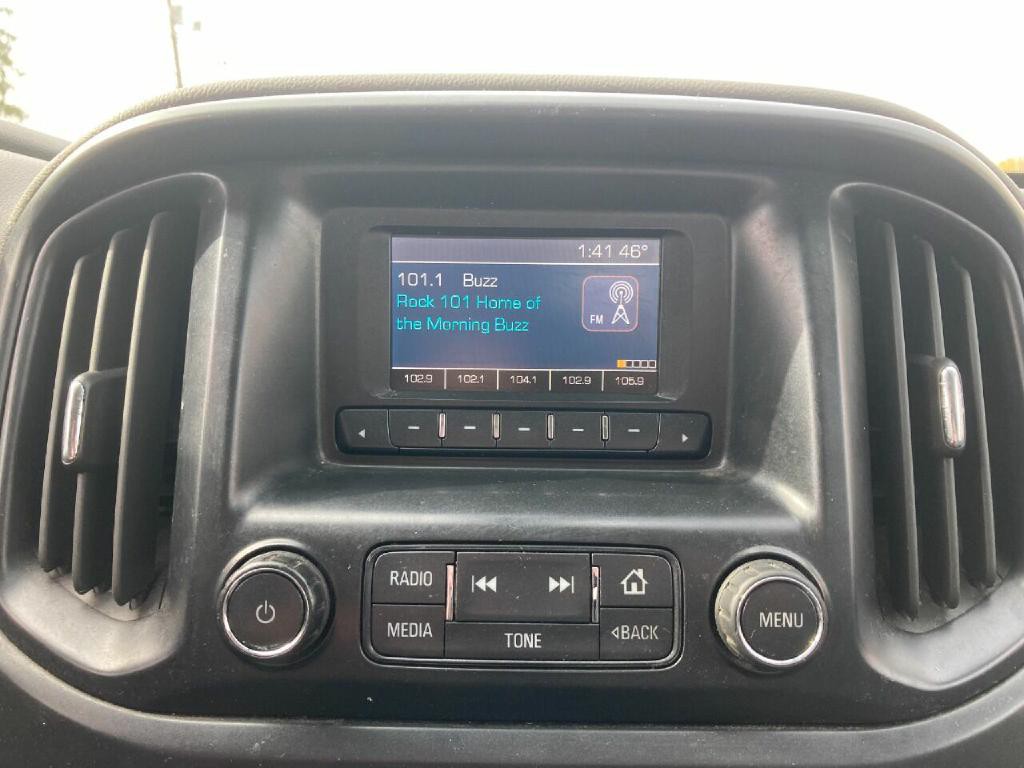 1:41 46°
101.1 Buzz
Rock 101 Home of
the Morning Buzz
FM
102.9 102.1 104.1 102.9 105.9
RADIO
MEDIA
TONE
BACK
MENU